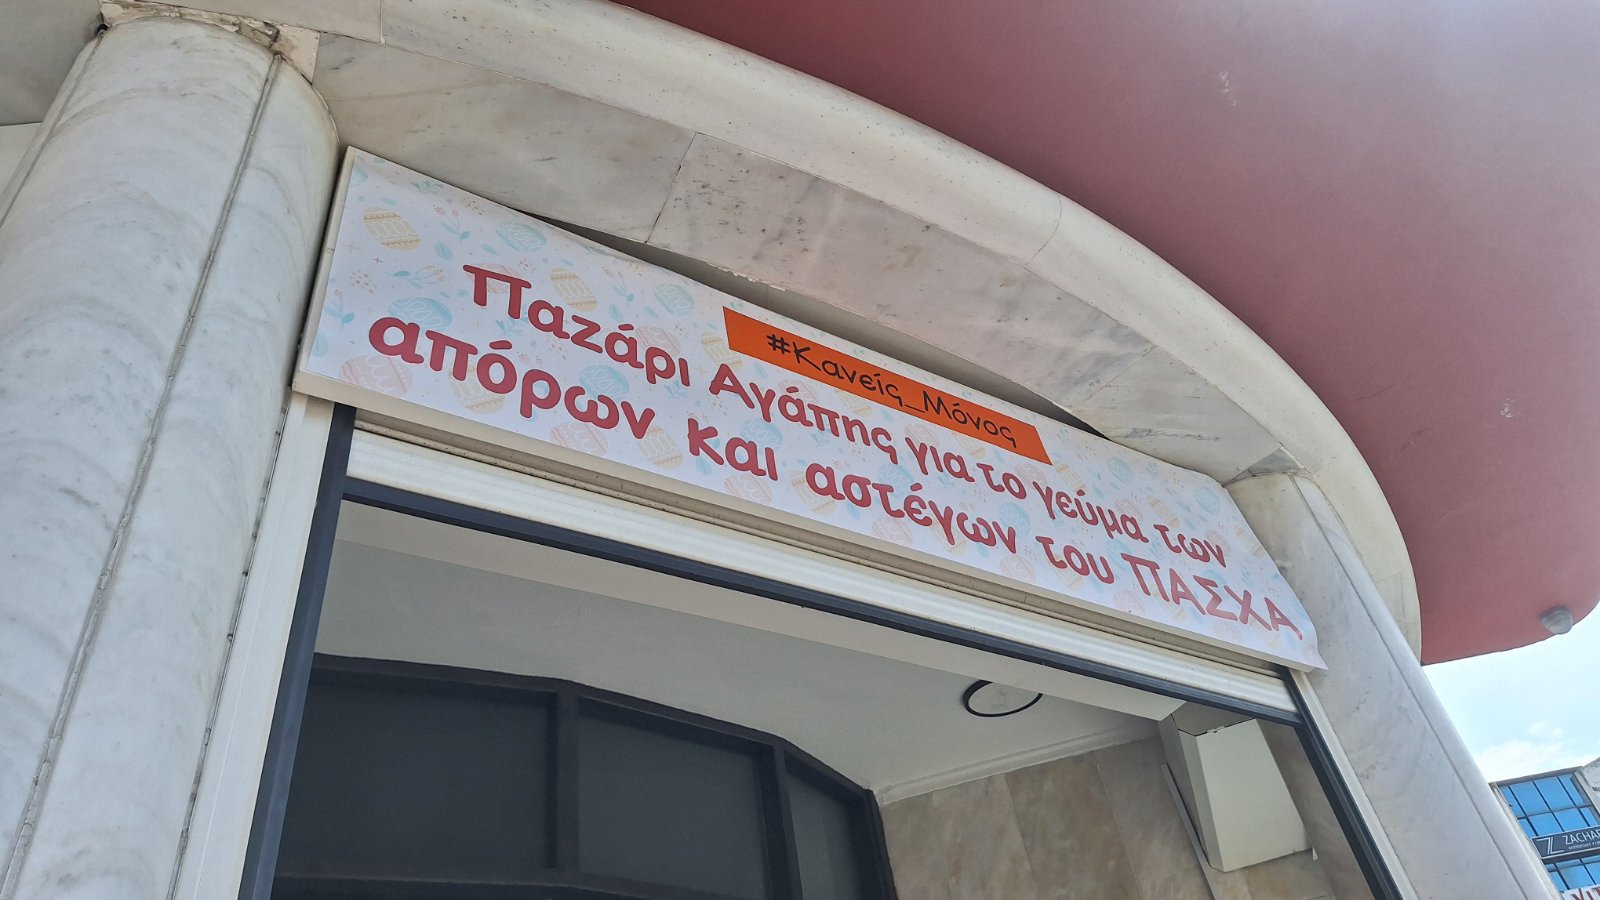 #Κανείς_Μόνος
Παζάρι Αγάπης για το γεύμα των
απόρων και αστέγων του ΠΑΣΧΑ